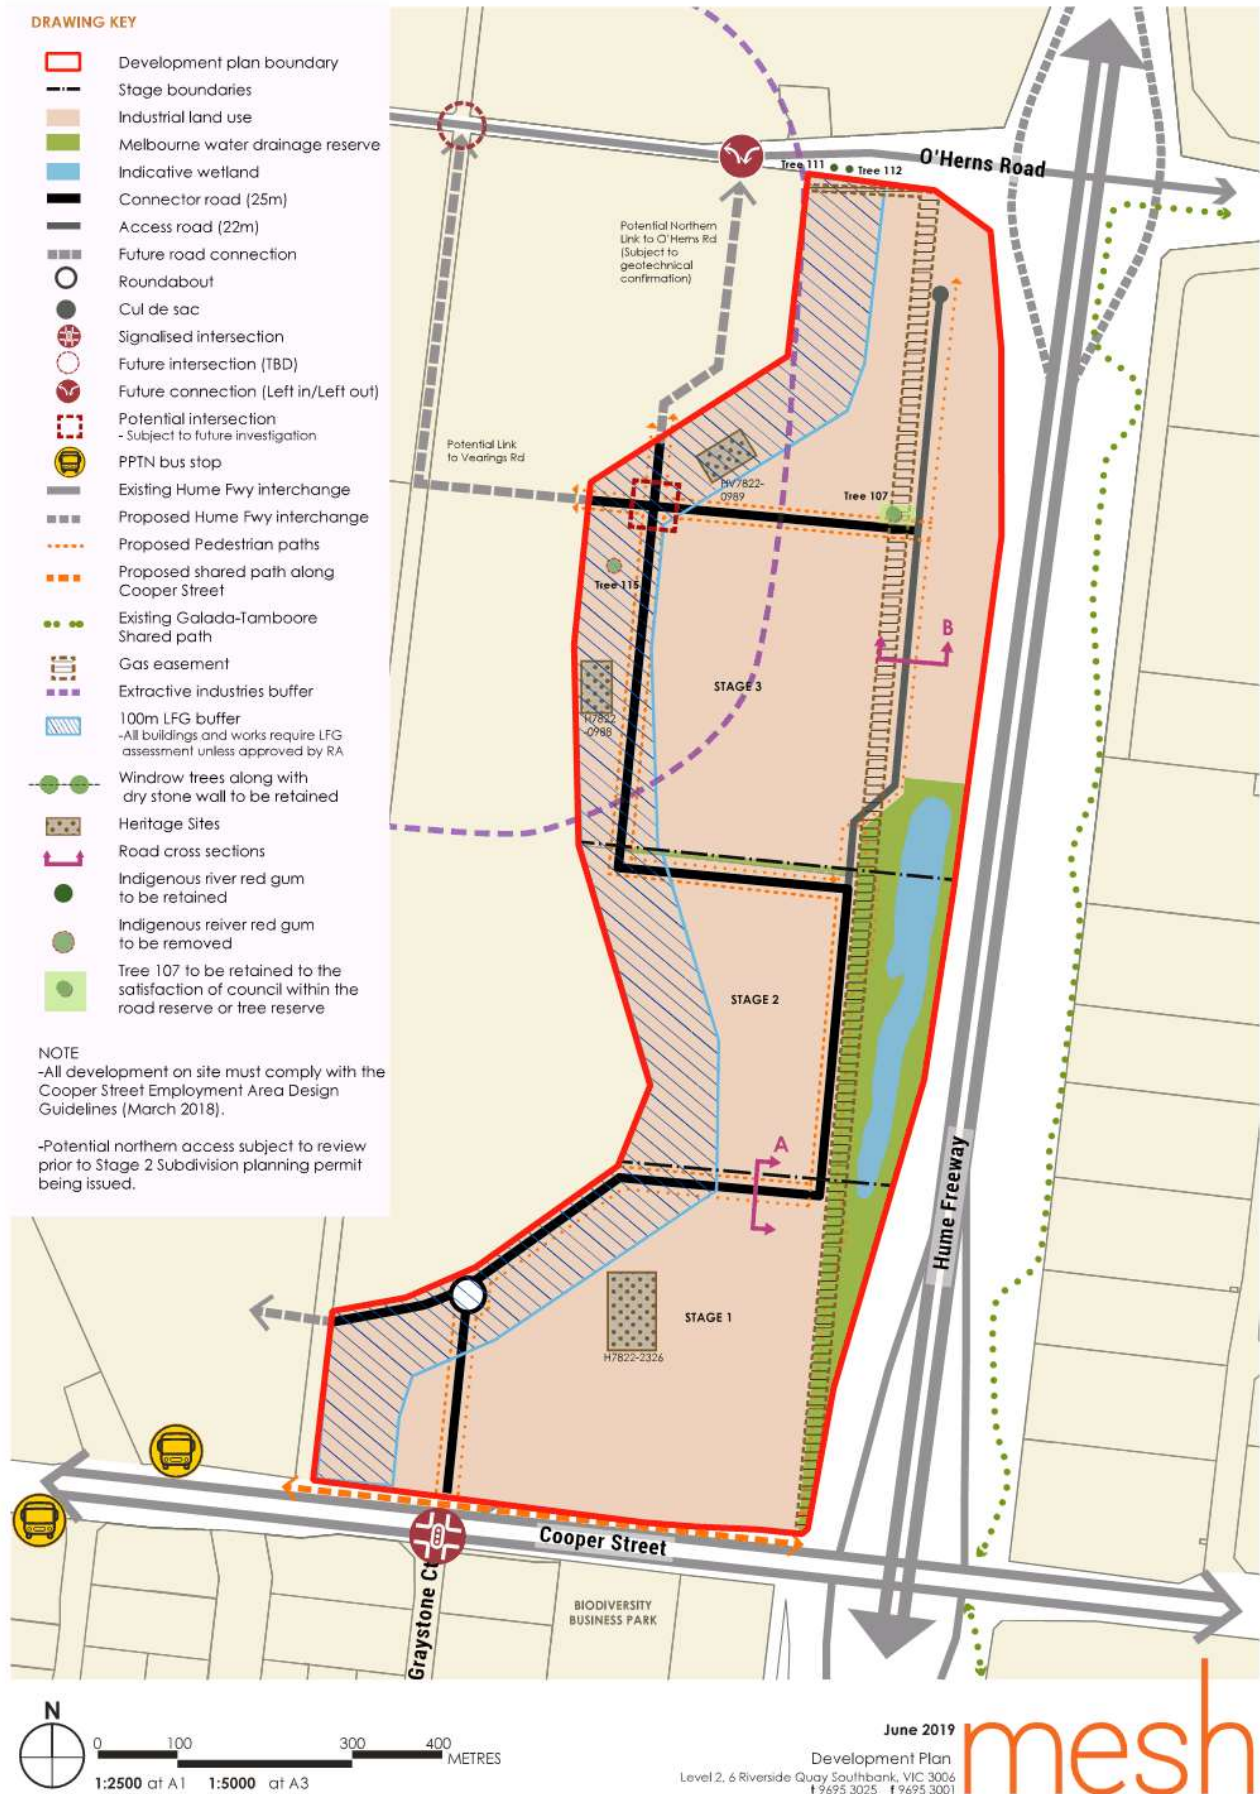 DRAWING KEY
Development plan boundary
Stage boundaries
Industrial land use
Melbourne water drainage reserve
Indicative wetland
Connector road (25m)
Access road (22m)
Future road connection
Roundabout
Cul de sac
Signalised intersection
Future intersection (TBD)
Future connection (Left in/Left out)
Potential intersection
- Subject to future investigation
PPTN bus stop
Existing Hume Fwy interchange
Proposed Hume Fwy interchange
Proposed Pedestrian paths
Proposed shared path along
Cooper Street
Existing Galada-Tamboore
Shared path
Gas easement
Extractive industries buffer
100m LFG buffer
-All buildings and works require LFG
assessment unless approved by RA
Windrow trees along with
dry stone wall to be retained
Heritage Sites
Road cross sections
Indigenous river red gum
to be retained
Indigenous reiver red gum
to be removed
Tree 107 to be retained to the
satisfaction of council within the
road reserve or tree reserve
NOTE
-All development on site must comply with the
Cooper Street Employment Area Design
Guidelines (March 2018).
-Potential northern access subject to review
prior to Stage 2 Subdivision planning permit
being issued.
Tree 111
Tree 112
O'Herns Road
Potential Northern
Link to O'Herns Rd
(Subject to
geotechnical
confirmation)
Potential Link
to Vearings Rd
HV7822-
0989
Tree 107
Tree 115
B
STAGE 3
H7822
-0988
STAGE 2
A
Hume Freeway
STAGE 1
H7822-2326
Cooper Street
Graystone Ct
BIODIVERSITY
BUSINESS PARK
N
0 100 300 400 METRES
1:2500 at A1 1:5000 at A3
June 2019
Development Plan
Level 2, 6 Riverside Quay Southbank, VIC 3006
t 9695 3025 f 9695 3001
mesh